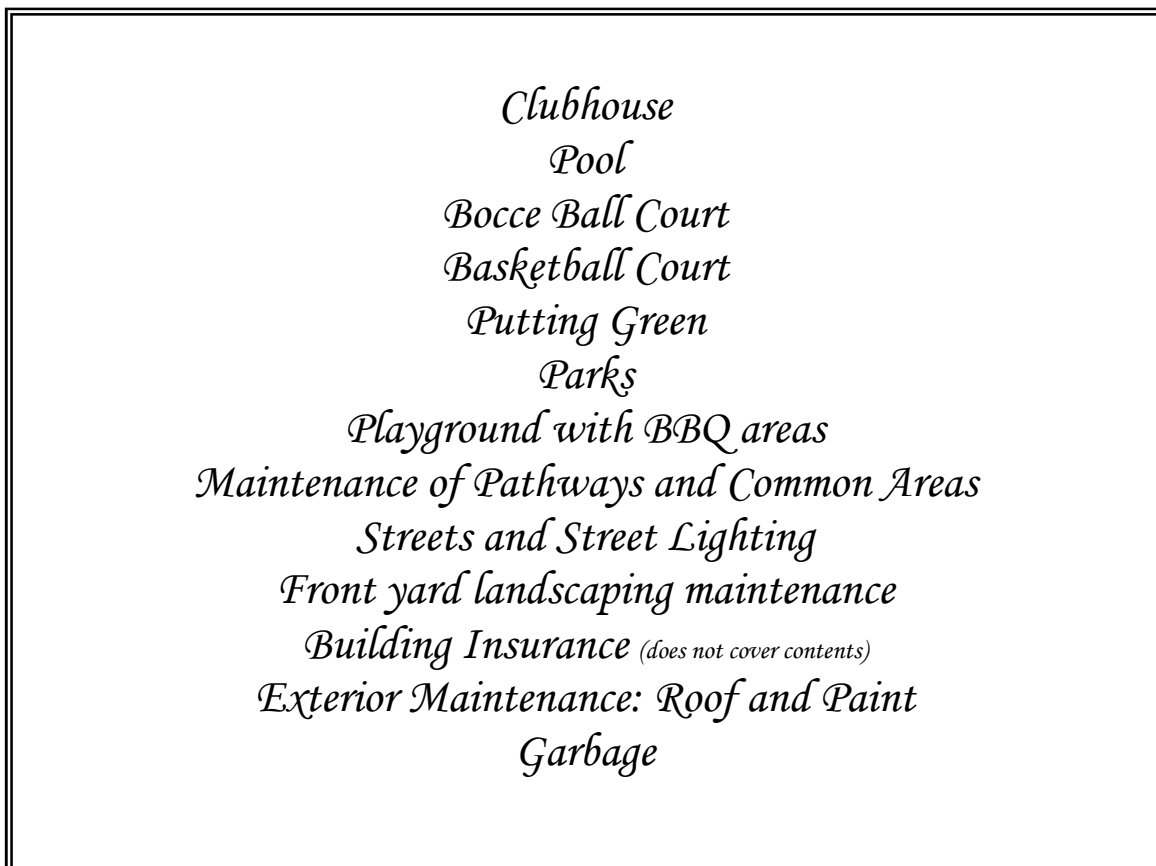 Clubhouse
Pool
Bocce Ball Court
Basketball Court
Putting Green
Parks
Playground with BBQ areas
Maintenance of Pathways and Common Areas
Streets and Street Lighting
Front yard landscaping maintenance
Building Insurance (does not cover contents)
Exterior Maintenance: Roof and Paint
Garbage